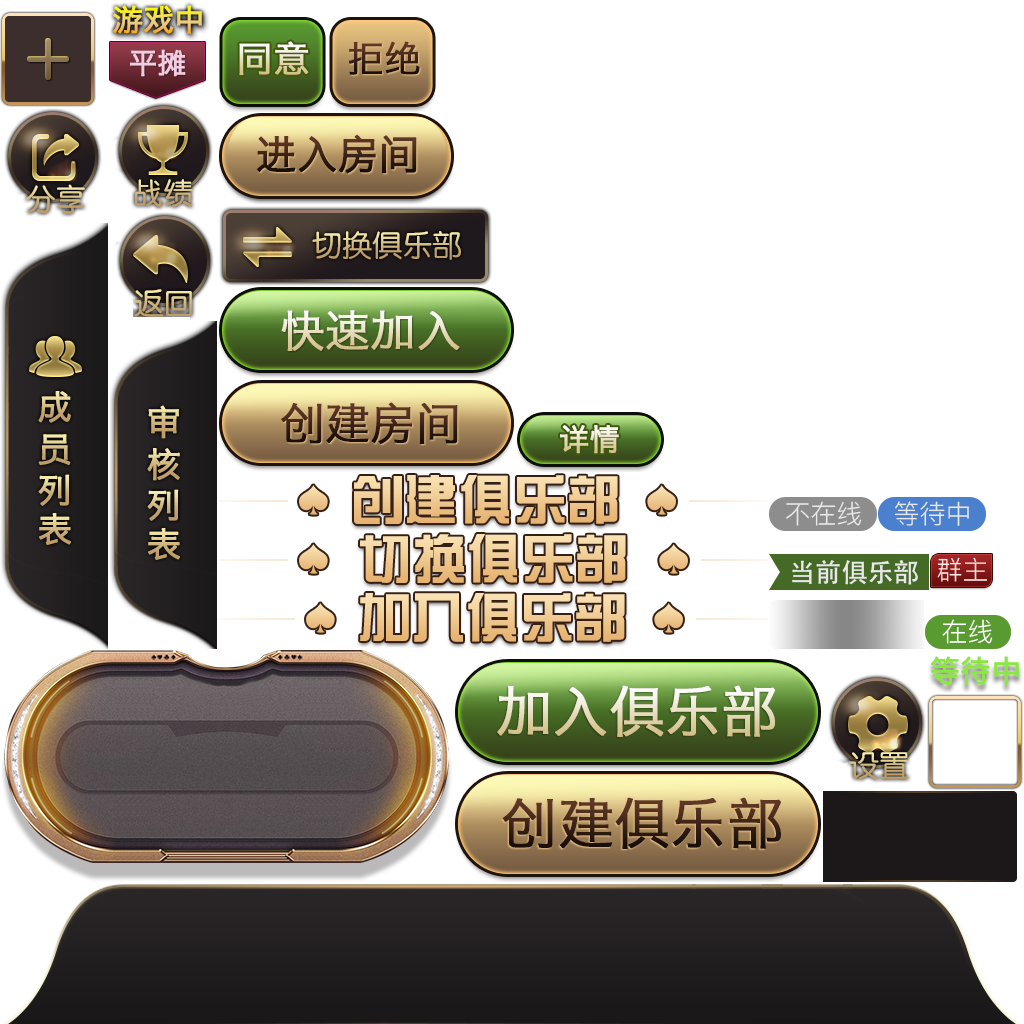 游戏中
平摊
同意
拒绝
分享
战绩
进入房间
返回
切换俱乐部
快速加入
成员列表
审核列表
创建房间
详情
创建俱乐部
不在线
等待中
切换俱乐部
当前俱乐部
群主
加入俱乐部
在线
等待中
加入俱乐部
设置
创建俱乐部